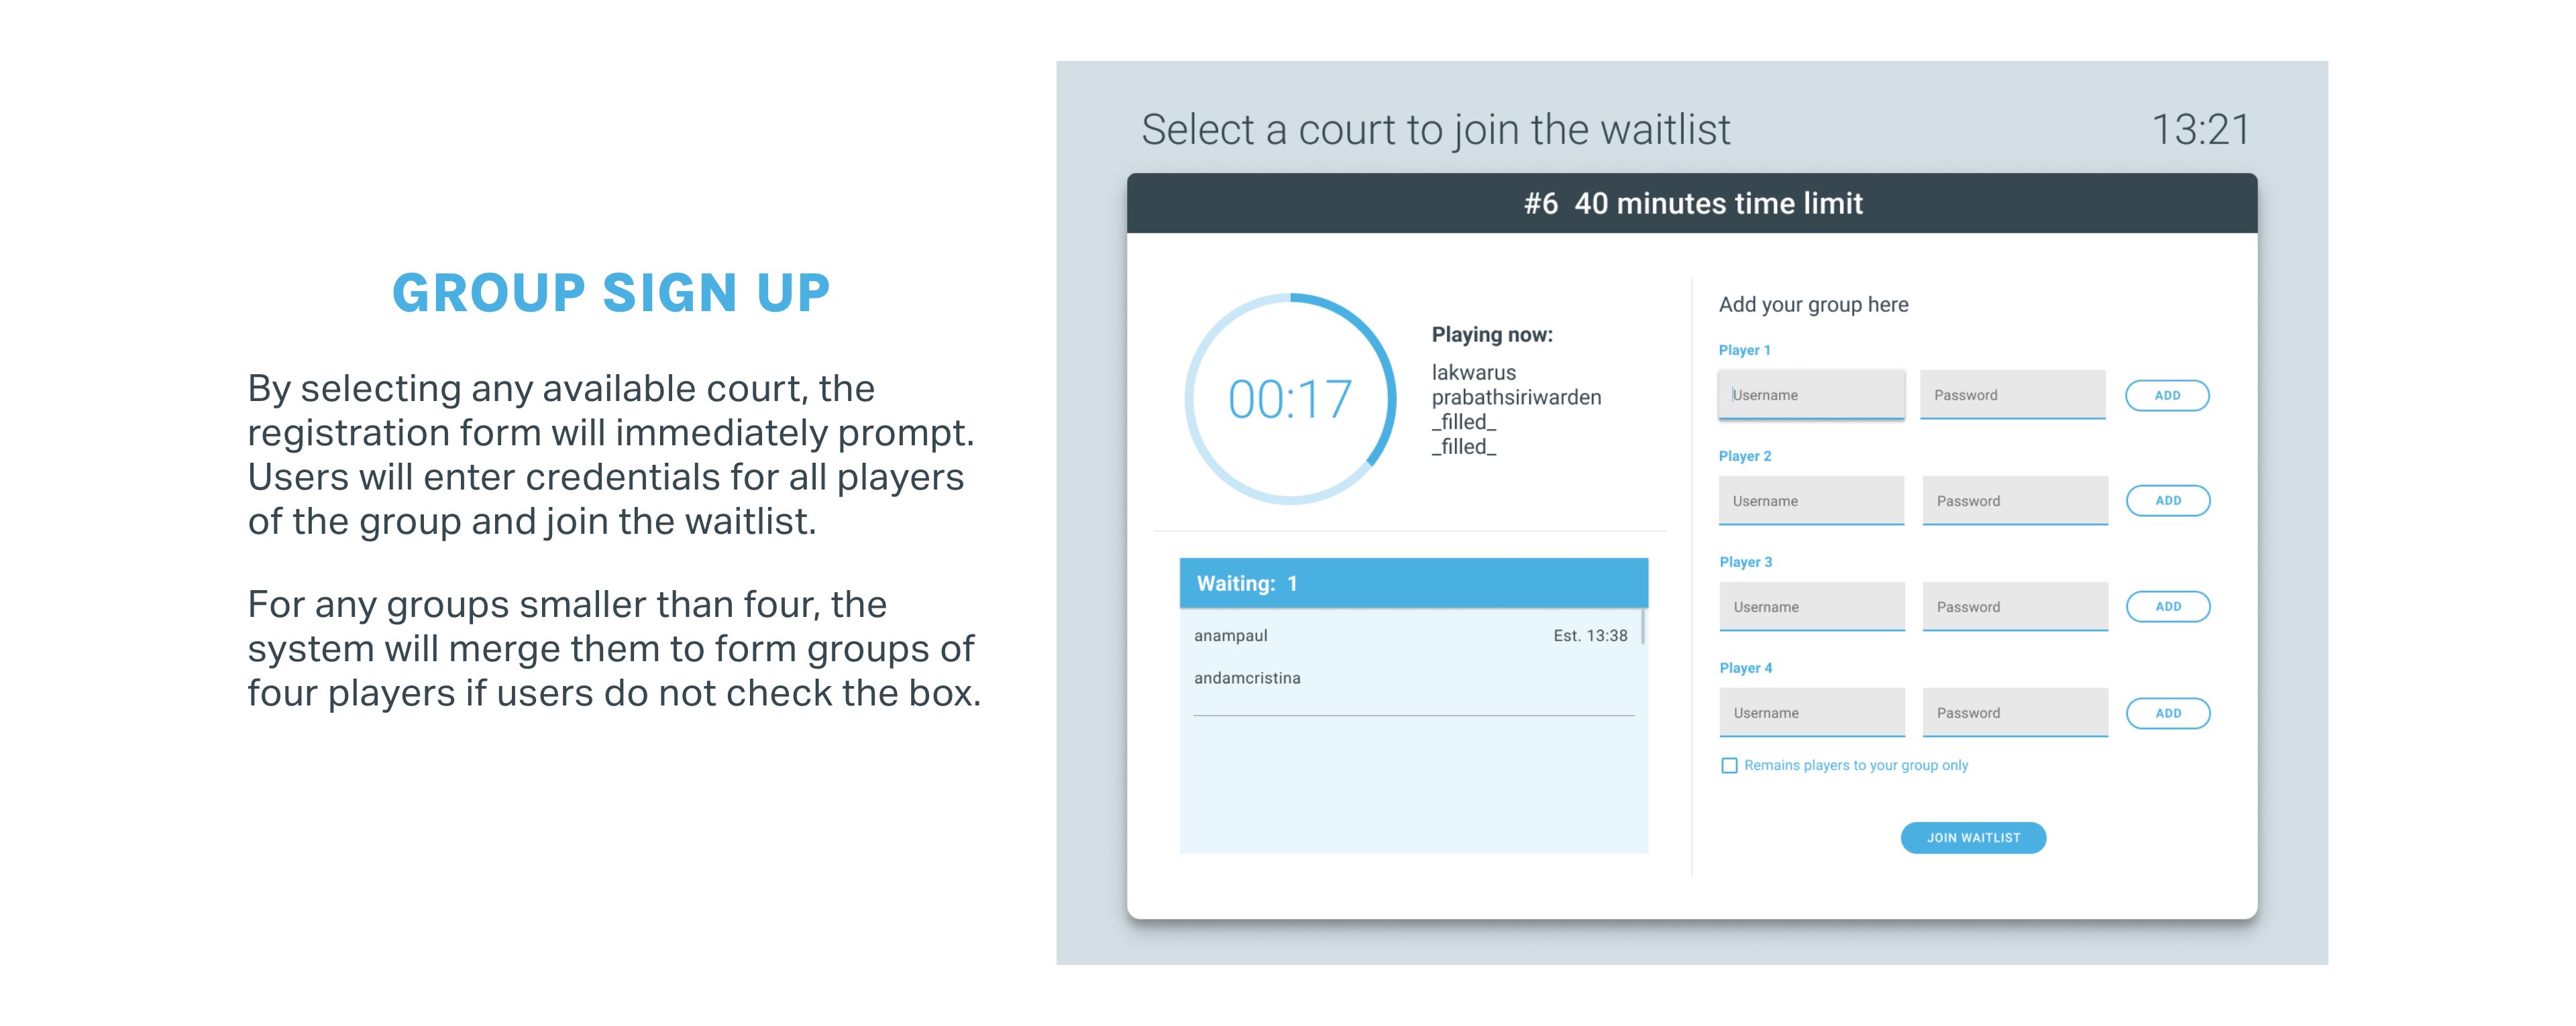 GROUP SIGN UP
By selecting any available court, the
registration form will immediately prompt.
Users will enter credentials for all players
of the group and join the waitlist.
For any groups smaller than four, the
system will merge them to form groups of
four players if users do not check the box.
Select a court to join the waitlist
13:21
#6 40 minutes time limit
00:17
Playing now:
lakwarus
prabathsiriwarden
_filled_
_filled_
Waiting: 1
anampaul
Est. 13:38
andamcristina
Add your group here
Player 1
Username
Password
ADD
Player 2
Username
Password
ADD
Player 3
Username
Password
ADD
Player 4
Username
Password
ADD
Remains players to your group only
JOIN WAITLIST